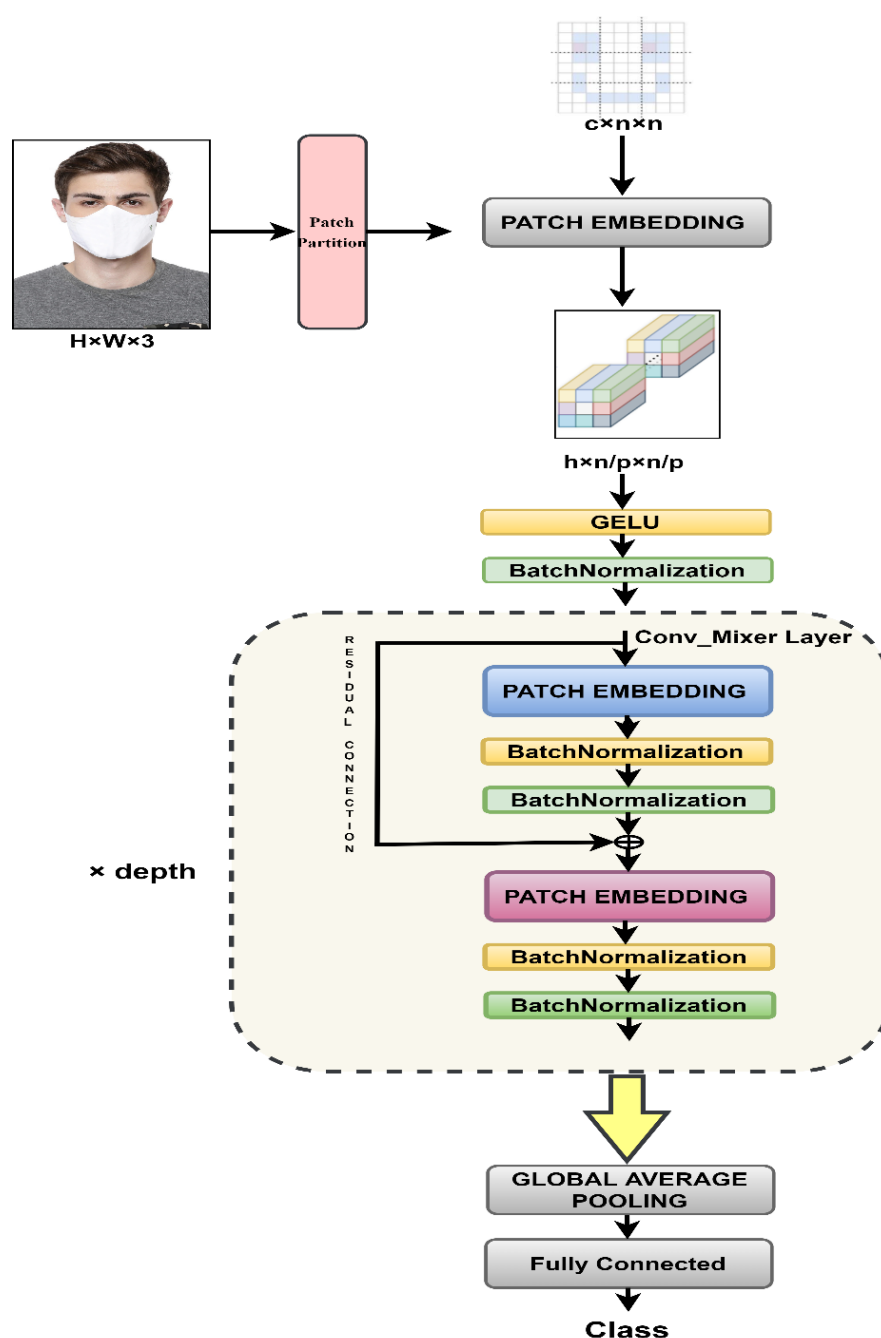 c×n×n
Patch
Partition
PATCH EMBEDDING
H×W×3
h×n/p×n/p
GELU
BatchNormalization
Conv_Mixer Layer
RESIDUAL CONNECTION
PATCH EMBEDDING
BatchNormalization
BatchNormalization
× depth
PATCH EMBEDDING
BatchNormalization
BatchNormalization
GLOBAL AVERAGE
POOLING
Fully Connected
Class